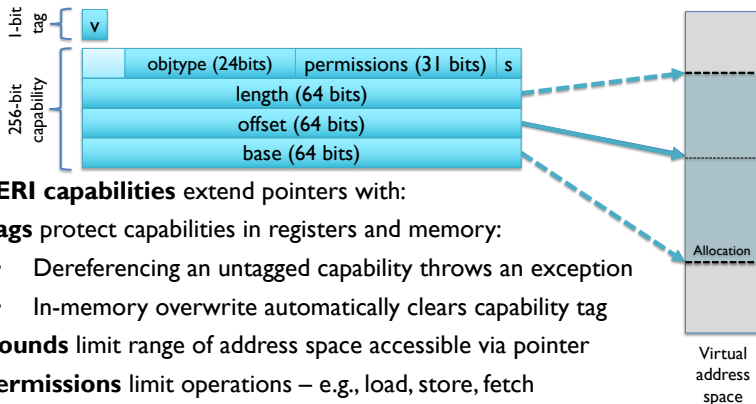 1-bit
tag
v
256-bit
capability
objtype (24bits)
permissions (31 bits)
s
length (64 bits)
offset (64 bits)
base (64 bits)
Allocation
Virtual
address
space
ERI capabilities extend pointers with:
ags protect capabilities in registers and memory:
• Dereferencing an untagged capability throws an exception
• In-memory overwrite automatically clears capability tag
ounds limit range of address space accessible via pointer
ermissions limit operations – e.g., load, store, fetch